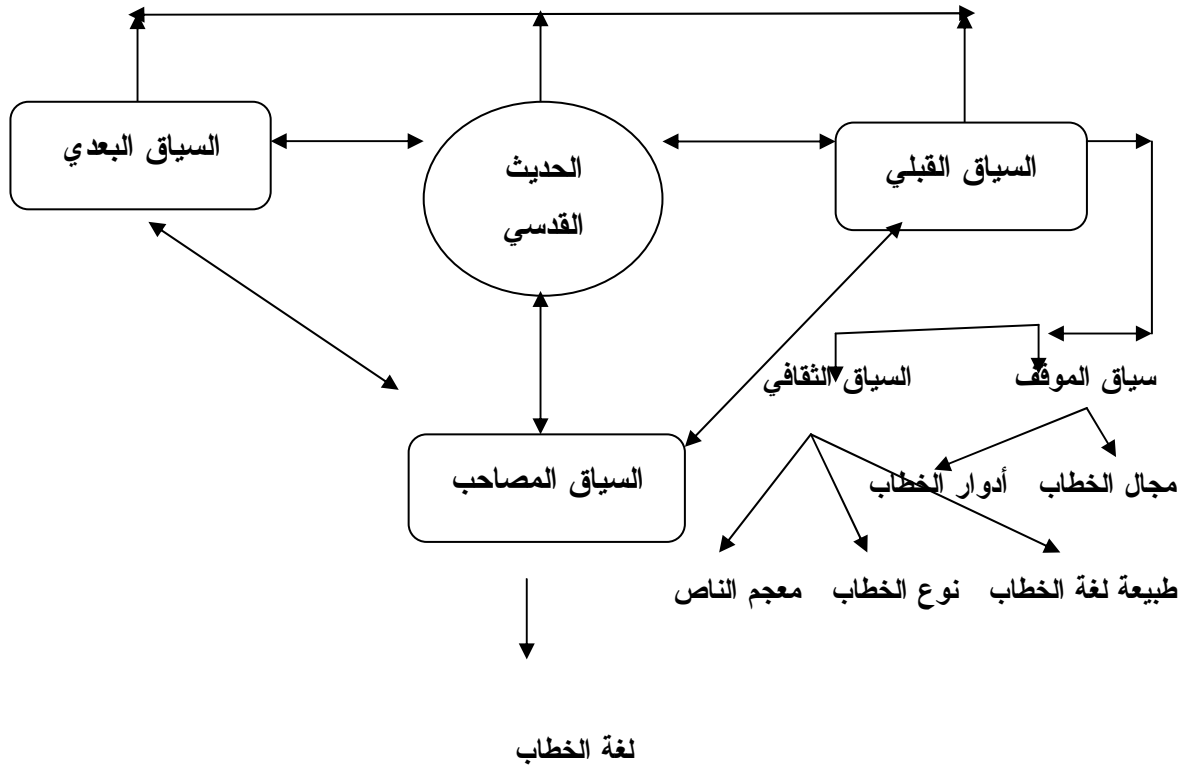 السياق القبلي
الحديث
القدسي
السياق البعدي
سياق الموقف
السياق الثقافي
السياق المصاحب
مجال الخطاب
أدوار الخطاب
طبيعة لغة الخطاب
نوع الخطاب
معجم الناص
لغة الخطاب